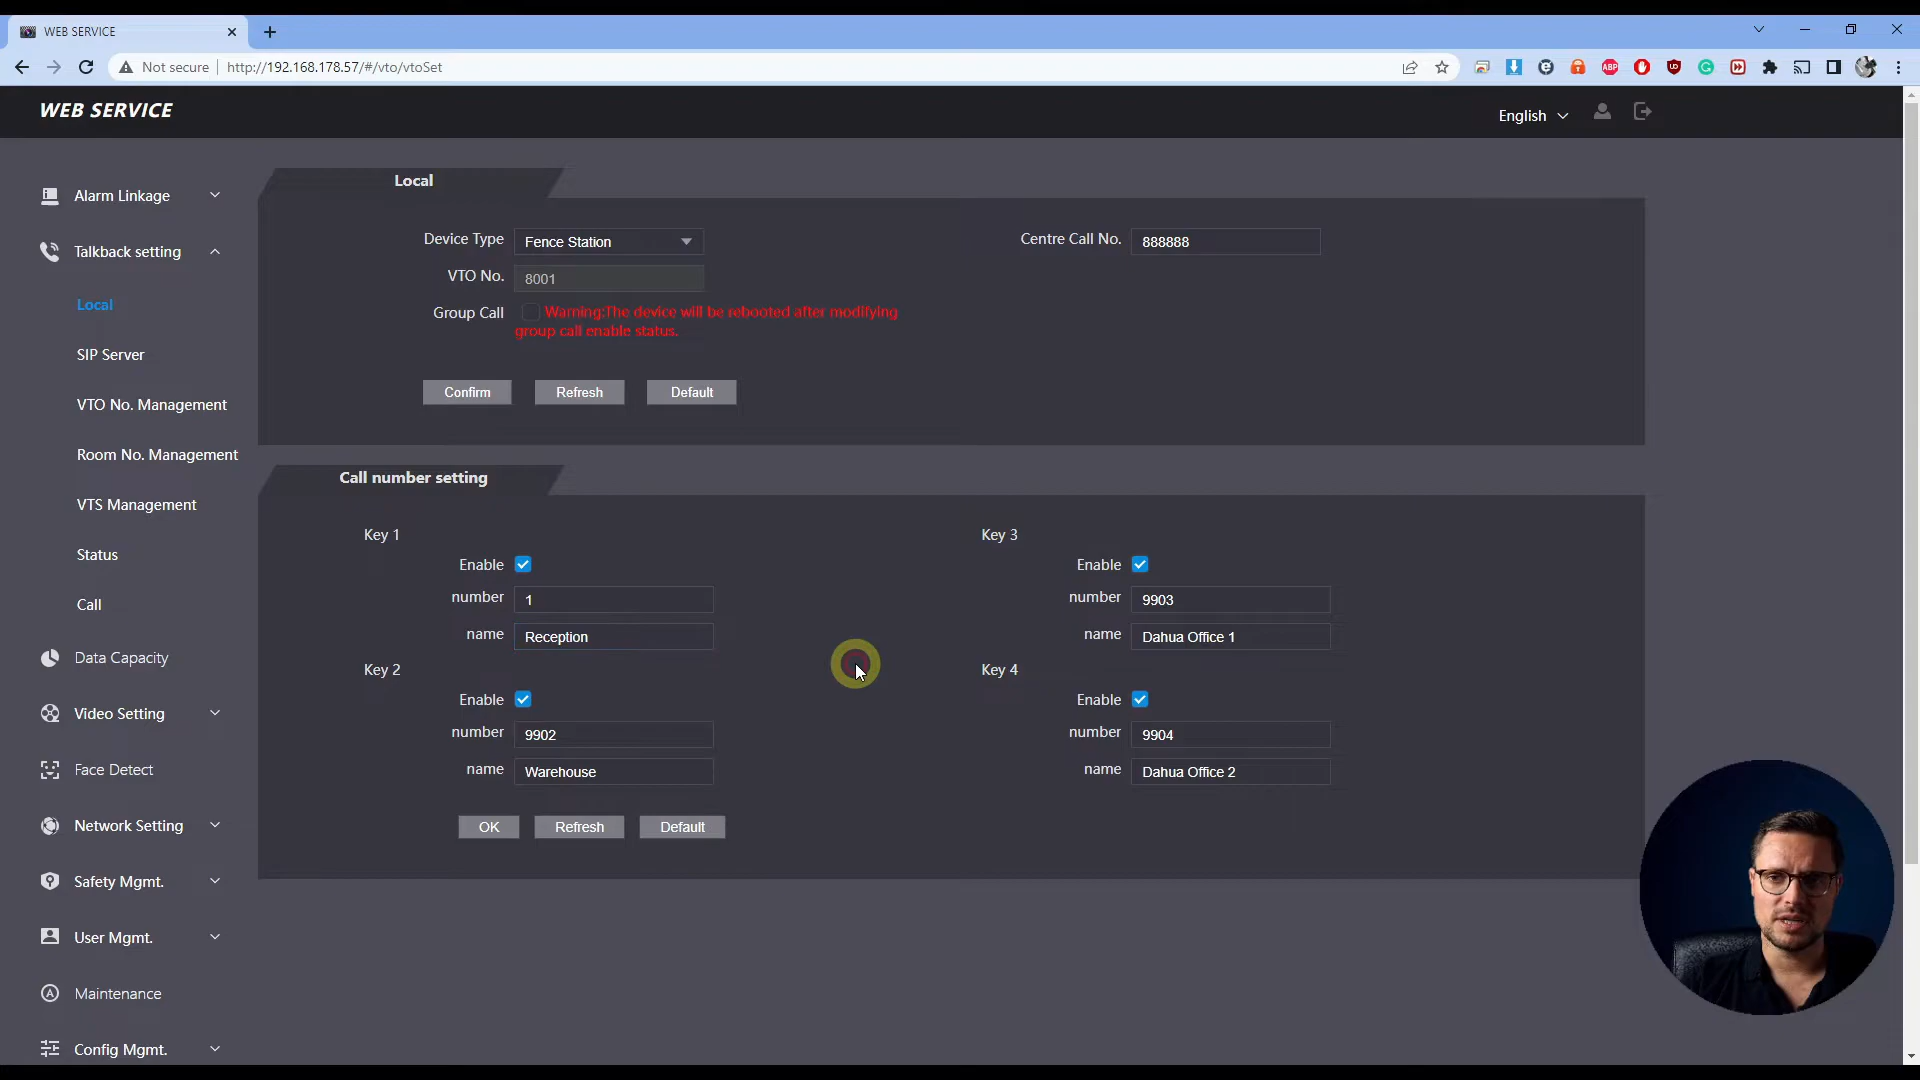 WEB SERVICE
Not secure
http://192.168.178.57/#/vto/vtoSet
WEB SERVICE
English
Alarm Linkage
Talkback setting
Local
SIP Server
VTO No. Management
Room No. Management
VTS Management
Status
Call
Data Capacity
Video Setting
Face Detect
Network Setting
Safety Mgmt.
User Mgmt.
Maintenance
Config Mgmt.
Local
Device Type Fence Station
Centre Call No. 888888
VTO No. 8001
Group Call Warning:The device will be rebooted after modifying
group call enable status.
Confirm Refresh Default
Call number setting
Key 1
Enable
number 1
name Reception
Key 2
Enable
number 9902
name Warehouse
Key 3
Enable
number 9903
name Dahua Office 1
Key 4
Enable
number 9904
name Dahua Office 2
OK Refresh Default